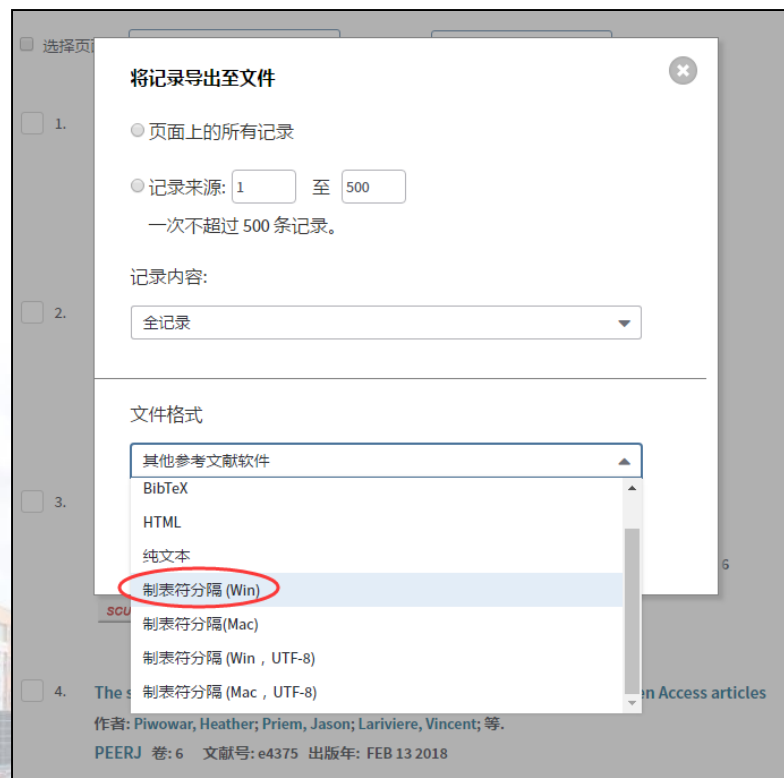 选择页
将记录导出至文件
1.
页面上的所有记录
记录来源: 1 至 500
一次不超过 500 条记录。
记录内容:
2.
全记录
文件格式
其他参考文献软件
BibTeX
3.
HTML
纯文本
6
制表符分隔 (Win)
制表符分隔(Mac)
制表符分隔 (Win，UTF-8)
4.
制表符分隔 (Mac，UTF-8)
The s
en Access articles
作者: Piwowar, Heather; Priem, Jason; Lariviere, Vincent; 等.
PEERJ 卷: 6 文献号: e4375 出版年: FEB 13 2018